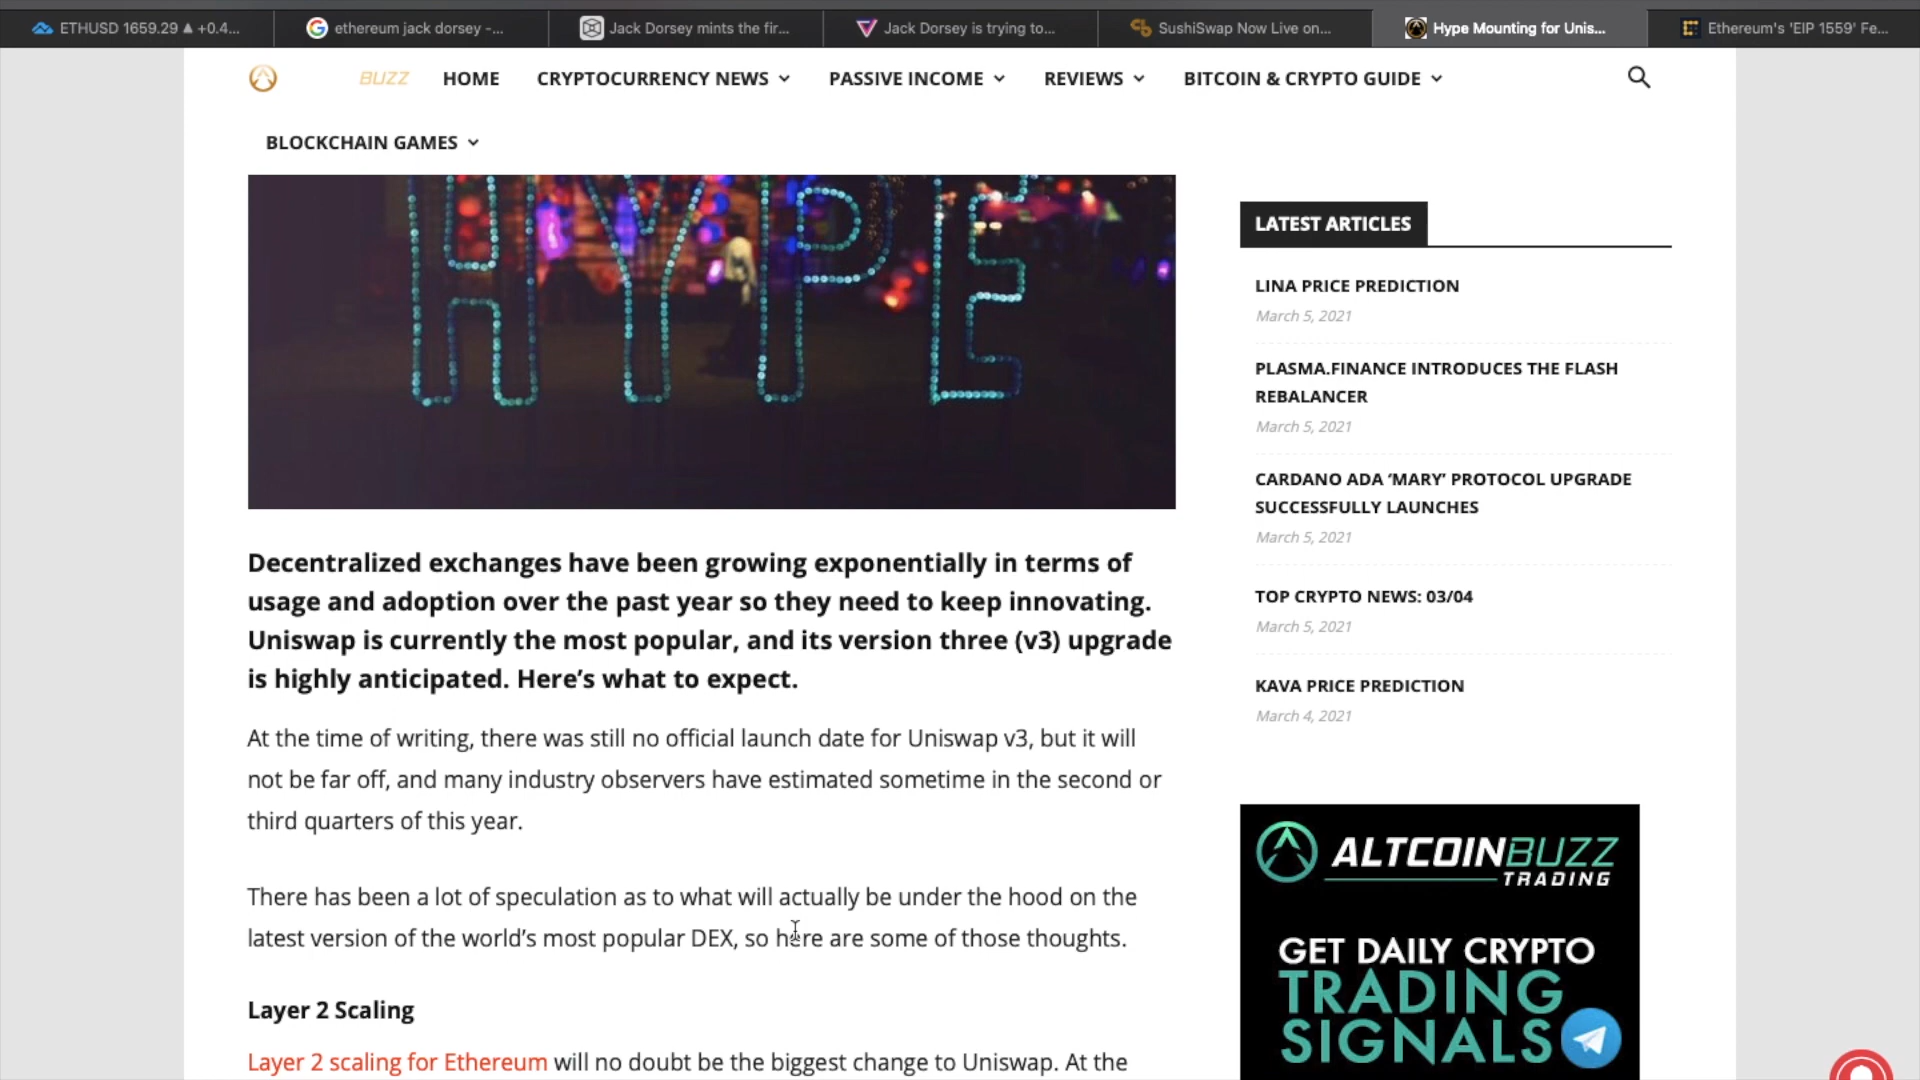 ETHUSD 1659.29 ▲ +0.4...
ethereum jack dorsey -...
Jack Dorsey mints the fir...
Jack Dorsey is trying to...
SushiSwap Now Live on...
Hype Mounting for Unis...
Ethereum's 'EIP 1559' Fe...
BUZZ
HOME
CRYPTOCURRENCY NEWS
PASSIVE INCOME
REVIEWS
BITCOIN & CRYPTO GUIDE
BLOCKCHAIN GAMES
HYPE
Decentralized exchanges have been growing exponentially in terms of
usage and adoption over the past year so they need to keep innovating.
Uniswap is currently the most popular, and its version three (v3) upgrade
is highly anticipated. Here’s what to expect.
At the time of writing, there was still no official launch date for Uniswap v3, but it will
not be far off, and many industry observers have estimated sometime in the second or
third quarters of this year.
There has been a lot of speculation as to what will actually be under the hood on the
latest version of the world’s most popular DEX, so here are some of those thoughts.
Layer 2 Scaling
Layer 2 scaling for Ethereum will no doubt be the biggest change to Uniswap. At the
LATEST ARTICLES
LINA PRICE PREDICTION
March 5, 2021
PLASMA.FINANCE INTRODUCES THE FLASH
REBALANCER
March 5, 2021
CARDANO ADA ‘MARY’ PROTOCOL UPGRADE
SUCCESSFULLY LAUNCHES
March 5, 2021
TOP CRYPTO NEWS: 03/04
March 5, 2021
KAVA PRICE PREDICTION
March 4, 2021
ALTCOINBUZZ
TRADING
GET DAILY CRYPTO
TRADING
SIGNALS